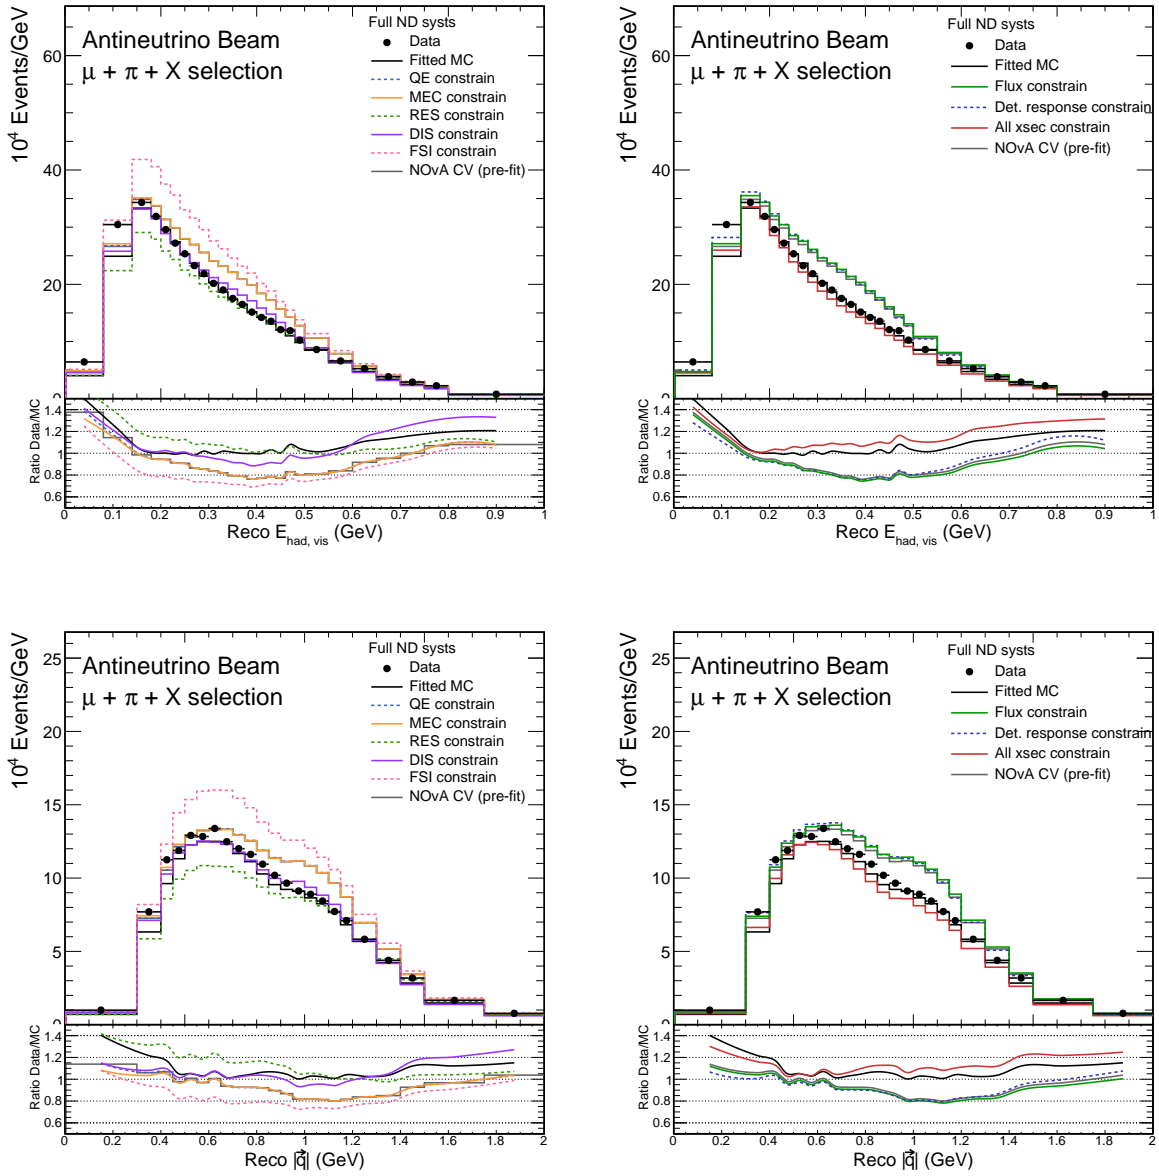 10⁴ Events/GeV
60
40
20
0
Antineutrino Beam
μ + π + X selection
Full ND systs
Data
Fitted MC
QE constrain
MEC constrain
RES constrain
DIS constrain
FSI constrain
NOvA CV (pre-fit)
Ratio Data/MC
1.4
1.2
1
0.8
0.6
0 0.1 0.2 0.3 0.4 0.5 0.6 0.7 0.8 0.9 1
Reco E_had, vis (GeV)
10⁴ Events/GeV
60
40
20
0
Antineutrino Beam
μ + π + X selection
Full ND systs
Data
Fitted MC
Flux constrain
Det. response constrain
All xsec constrain
NOvA CV (pre-fit)
Ratio Data/MC
1.4
1.2
1
0.8
0.6
0 0.1 0.2 0.3 0.4 0.5 0.6 0.7 0.8 0.9 1
Reco E_had, vis (GeV)
10⁴ Events/GeV
25
20
15
10
5
0
Antineutrino Beam
μ + π + X selection
Full ND systs
Data
Fitted MC
QE constrain
MEC constrain
RES constrain
DIS constrain
FSI constrain
NOvA CV (pre-fit)
Ratio Data/MC
1.4
1.2
1
0.8
0.6
0 0.2 0.4 0.6 0.8 1 1.2 1.4 1.6 1.8 2
Reco |q⃗| (GeV)
10⁴ Events/GeV
25
20
15
10
5
0
Antineutrino Beam
μ + π + X selection
Full ND systs
Data
Fitted MC
Flux constrain
Det. response constrain
All xsec constrain
NOvA CV (pre-fit)
Ratio Data/MC
1.4
1.2
1
0.8
0.6
0 0.2 0.4 0.6 0.8 1 1.2 1.4 1.6 1.8 2
Reco |q⃗| (GeV)